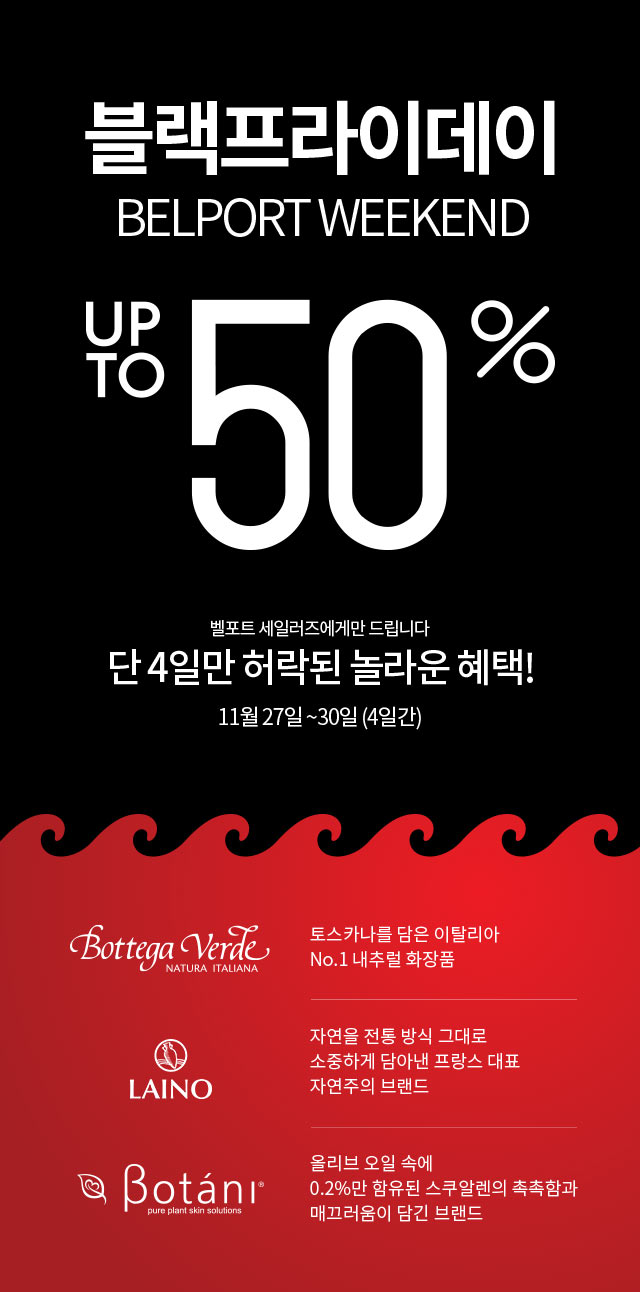 블랙프라이데이
BELPORT WEEKEND
UP TO 50%
벨포트 세일러즈에게만 드립니다
단 4일만 허락된 놀라운 혜택!
11월 27일 ~30일 (4일간)
Bottega Verde
NATURA ITALIANA
토스카나를 담은 이탈리아
No.1 내추럴 화장품
LAINO
자연을 전통 방식 그대로
소중하게 담아낸 프랑스 대표
자연주의 브랜드
Botáni®
pure plant skin solutions
올리브 오일 속에
0.2%만 함유된 스쿠알렌의 촉촉함과
매끄러움이 담긴 브랜드